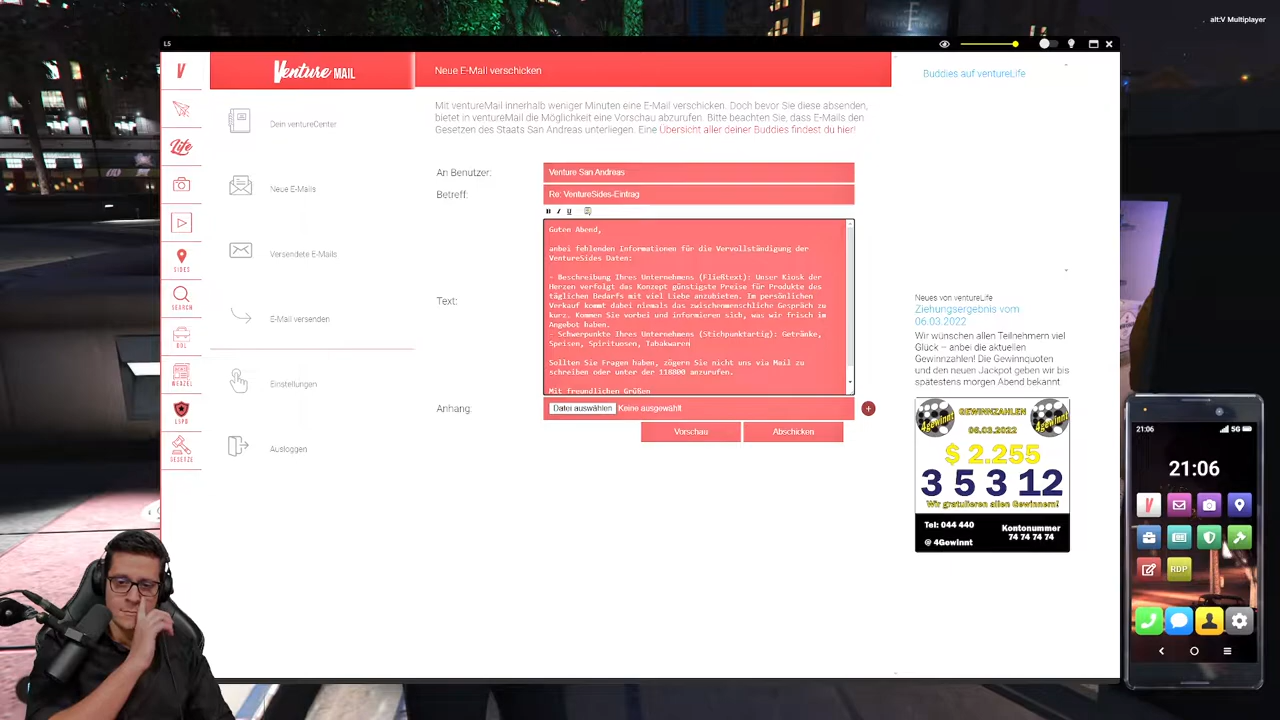 alt:V Multiplayer
LS
Venture MAIL
Neue E-Mail verschicken
Buddies auf ventureLife
Mit ventureMail innerhalb weniger Minuten eine E-Mail verschicken. Doch bevor Sie diese absenden,
bietet in ventureMail die Möglichkeit eine Vorschau abzurufen. Bitte beachten Sie, dass E-Mails den
Gesetzen des Staats San Andreas unterliegen. Eine Übersicht aller deiner Buddies findest du hier!
Dein ventureCenter
Neue E-Mails
Versendete E-Mails
E-Mail versenden
Einstellungen
Ausloggen
V
Life
SIDES
SEARCH
WEAZEL
LSPD
GESETZE
An Benutzer:
Venture San Andreas
Betreff:
Re: VentureSides-Eintrag
B I U
Text:
Guten Abend,
anbei fehlenden Informationen für die Vervollständigung der
VentureSides Daten:
- Beschreibung Ihres Unternehmens (Fließtext): Unser Kiosk der
Herzen verfolgt das Konzept günstigste Preise für Produkte des
täglichen Bedarfs mit viel Liebe anzubieten. Im persönlichen
Verkauf kommt dabei niemals das zwischenmenschliche Gespräch zu
kurz. Kommen Sie vorbei und informieren sich, was wir frisch im
Angebot haben.
- Schwerpunkte Ihres Unternehmens (Stichpunktartig): Getränke,
Speisen, Spirituosen, Tabakwaren
Sollten Sie Fragen haben, zögern Sie nicht uns via Mail zu
schreiben oder unter der 118800 anzurufen.
Mit freundlichen Grüßen
Anhang:
Datei auswählen Keine ausgewählt
+
Vorschau
Abschicken
Neues von ventureLife
Ziehungsergebnis vom
06.03.2022
Wir wünschen allen Teilnehmern viel
Glück – anbei die aktuellen
Gewinnzahlen! Die Gewinnquoten
und den neuen Jackpot geben wir bis
spätestens morgen Abend bekannt
4gewinnt
GEWINNZAHLEN
06.03.2022
4gewinnt
$ 2.255
3 5 3 12
Wir gratulieren allen Gewinnern!
Tel: 044 440
@ 4Gewinnt
Kontonummer
74 74 74 74
21:06
5G
21:06
V
RDP